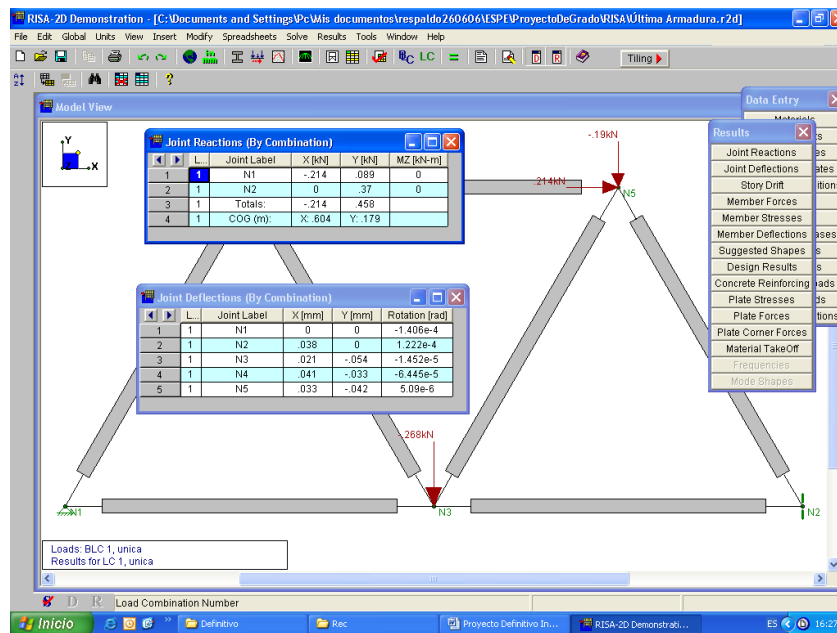 RISA-2D Demonstration - [C:\Documents and Settings\Pc\Mis documentos\respaldo260606\ESPE\ProyectoDeGrado\RISA\Última Armadura.r2d]
File Edit Global Units View Insert Modify Spreadsheets Solve Results Tools Window Help
LC
D R
Tiling
Model View
Data Entry
Y
X
Joint Reactions (By Combination)
L... Joint Label X [kN] Y [kN] MZ [kN-m]
1 1 N1 -.214 .089 0
2 1 N2 0 .37 0
3 1 Totals: -.214 .458
4 1 COG (m): X: .604 Y: .179
-.19kN
.214kN
N5
Results
Joint Reactions
Joint Deflections
Story Drift
Member Forces
Member Stresses
Member Deflections
Suggested Shapes
Design Results
Concrete Reinforcing
Plate Stresses
Plate Forces
Plate Corner Forces
Material TakeOff
Frequencies
Mode Shapes
Joint Deflections (By Combination)
L... Joint Label X [mm] Y [mm] Rotation [rad]
1 1 N1 0 0 -1.406e-4
2 1 N2 .038 0 1.222e-4
3 1 N3 .021 -.054 -1.452e-5
4 1 N4 .041 -.033 -6.445e-5
5 1 N5 .033 -.042 5.09e-6
-.268kN
N1
N3
N2
Loads: BLC 1, unica
Results for LC 1, unica
S D R Load Combination Number
Inicio
Definitivo
Rec
Proyecto Definitivo In...
RISA-2D Demonstrati...
ES
16:27